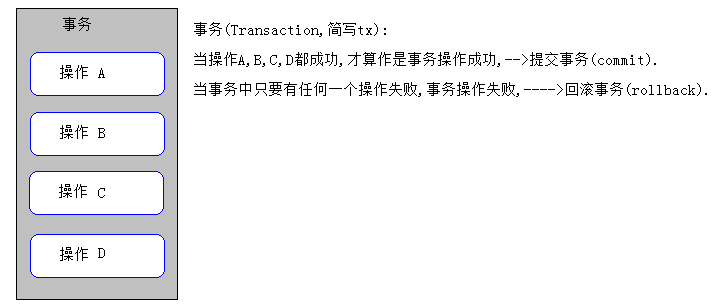 事务
操作 A
操作 B
操作 C
操作 D
事务(Transaction,简写tx):
当操作A,B,C,D都成功,才算作是事务操作成功,-->提交事务(commit).
当事务中只要有任何一个操作失败,事务操作失败,---->回滚事务(rollback).